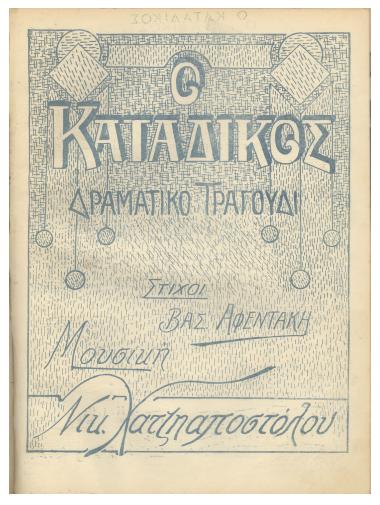 Ο ΚΑΤΑΔΙΚΟΣ
Ο
ΚΑΤΑΔΙΚΟΣ
ΔΡΑΜΑΤΙΚΟ ΤΡΑΓΟΥΔΙ
ΣΤΙΧΟΙ
ΒΑΣ ΑΦΕΝΤΑΚΗ
Μουσική
Νικ. Χατζηαποστόλου